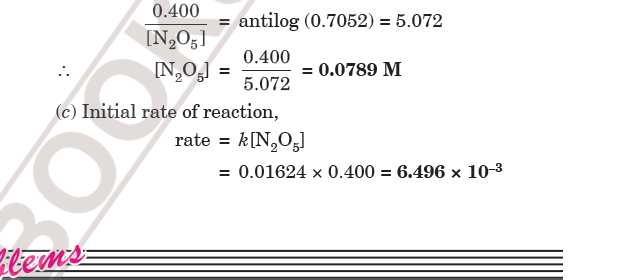 0.400 / [N₂O₅] = antilog (0.7052) = 5.072
∴ [N₂O₅] = 0.400 / 5.072 = 0.0789 M
(c) Initial rate of reaction,
rate = k[N₂O₅]
= 0.01624 × 0.400 = 6.496 × 10⁻³